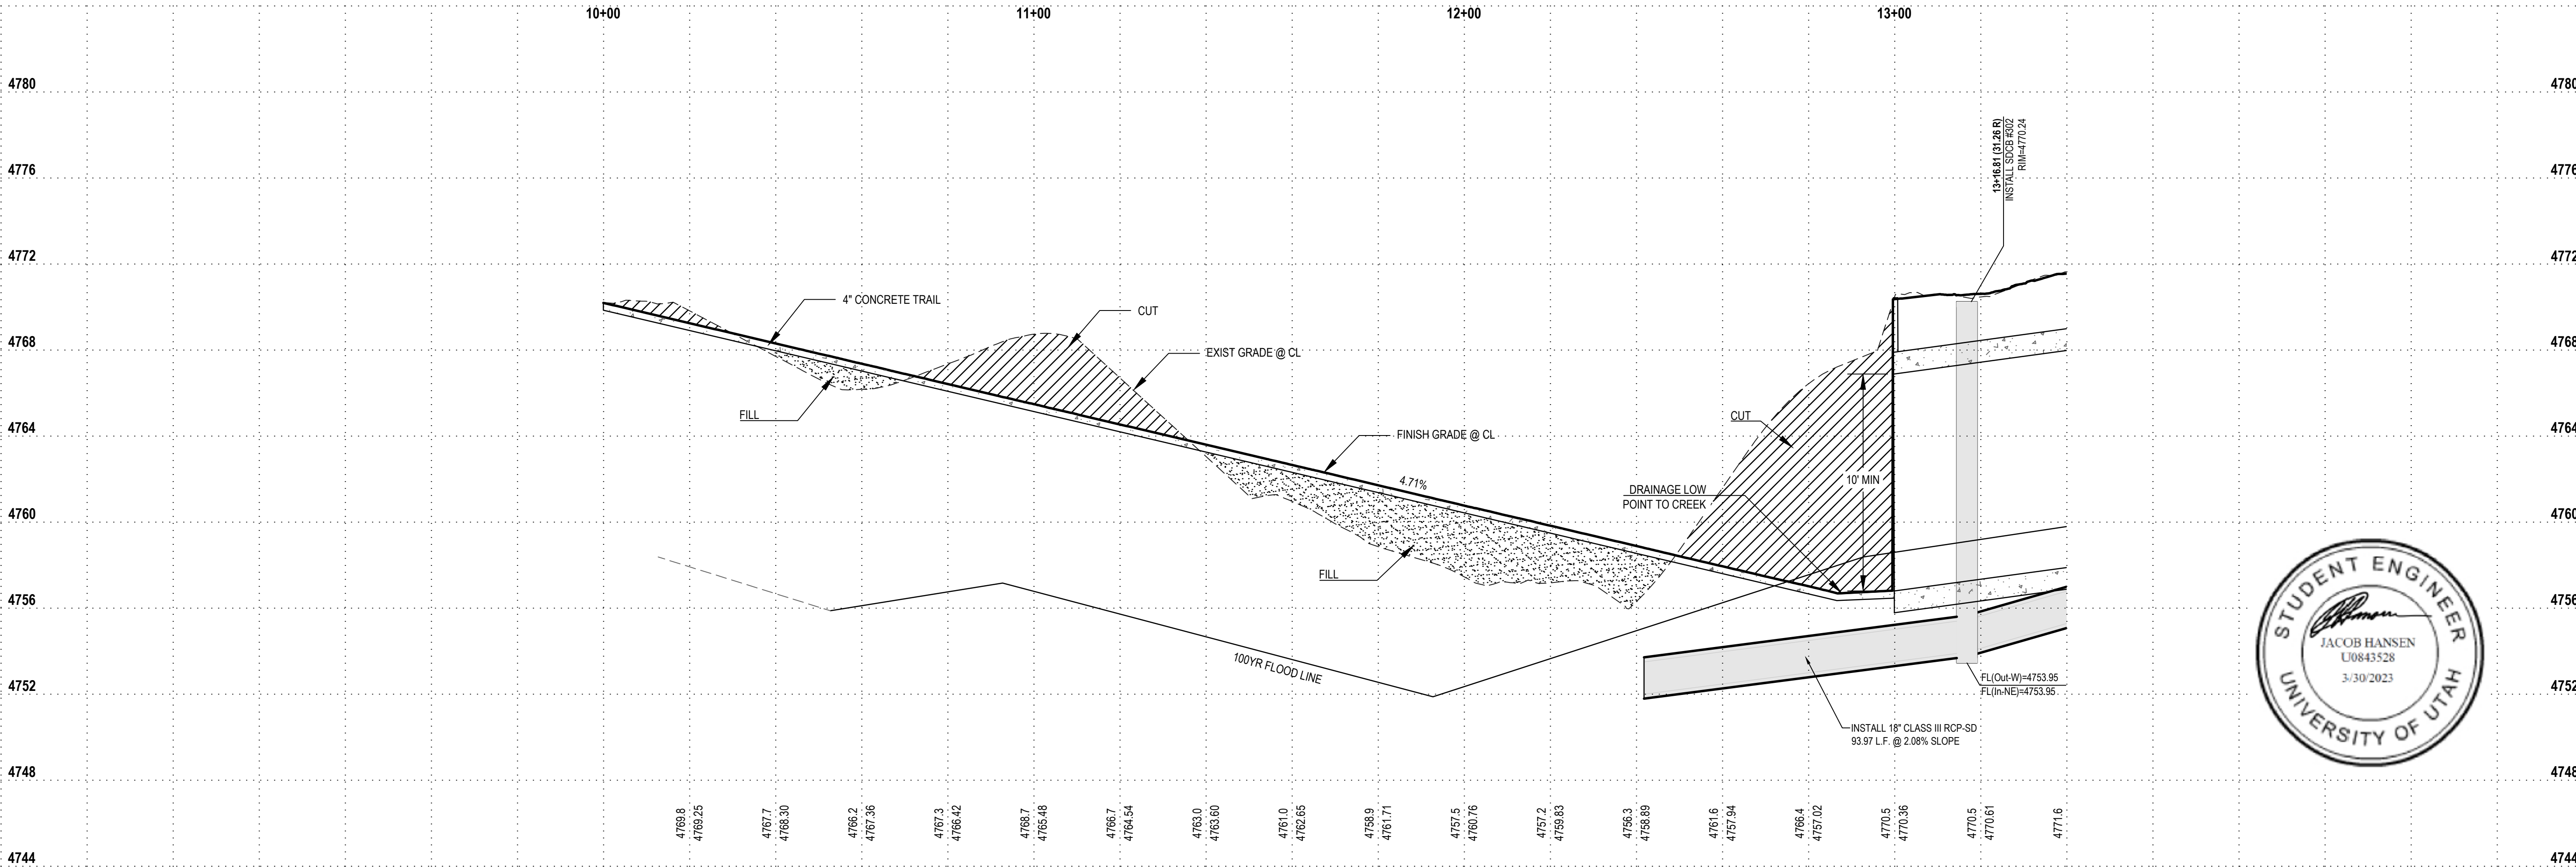 10+00
11+00
12+00
13+00
4780
4780
4776
4776
4772
4772
4768
4768
4764
4764
4760
4760
4756
4756
4752
4752
4748
4748
4744
4744
13+16.81 (31.26 R)
INSTALL SDCB #302
RIM=4770.24
4" CONCRETE TRAIL
CUT
EXIST GRADE @ CL
FILL
FINISH GRADE @ CL
4.71%
CUT
10' MIN
DRAINAGE LOW
POINT TO CREEK
FILL
100YR FLOOD LINE
FL(Out-W)=4753.95
FL(In-NE)=4753.95
INSTALL 18" CLASS III RCP-SD
93.97 L.F. @ 2.08% SLOPE
4769.8
4769.25
4767.7
4768.30
4766.2
4767.36
4767.3
4766.42
4768.7
4765.48
4766.7
4764.54
4763.0
4763.60
4761.0
4762.65
4758.9
4761.71
4757.5
4760.76
4757.2
4759.83
4756.3
4758.89
4761.6
4757.94
4766.4
4757.02
4770.5
4770.36
4770.5
4770.61
4771.6
STUDENT ENGINEER
JACOB HANSEN
U0843528
3/30/2023
UNIVERSITY OF UTAH